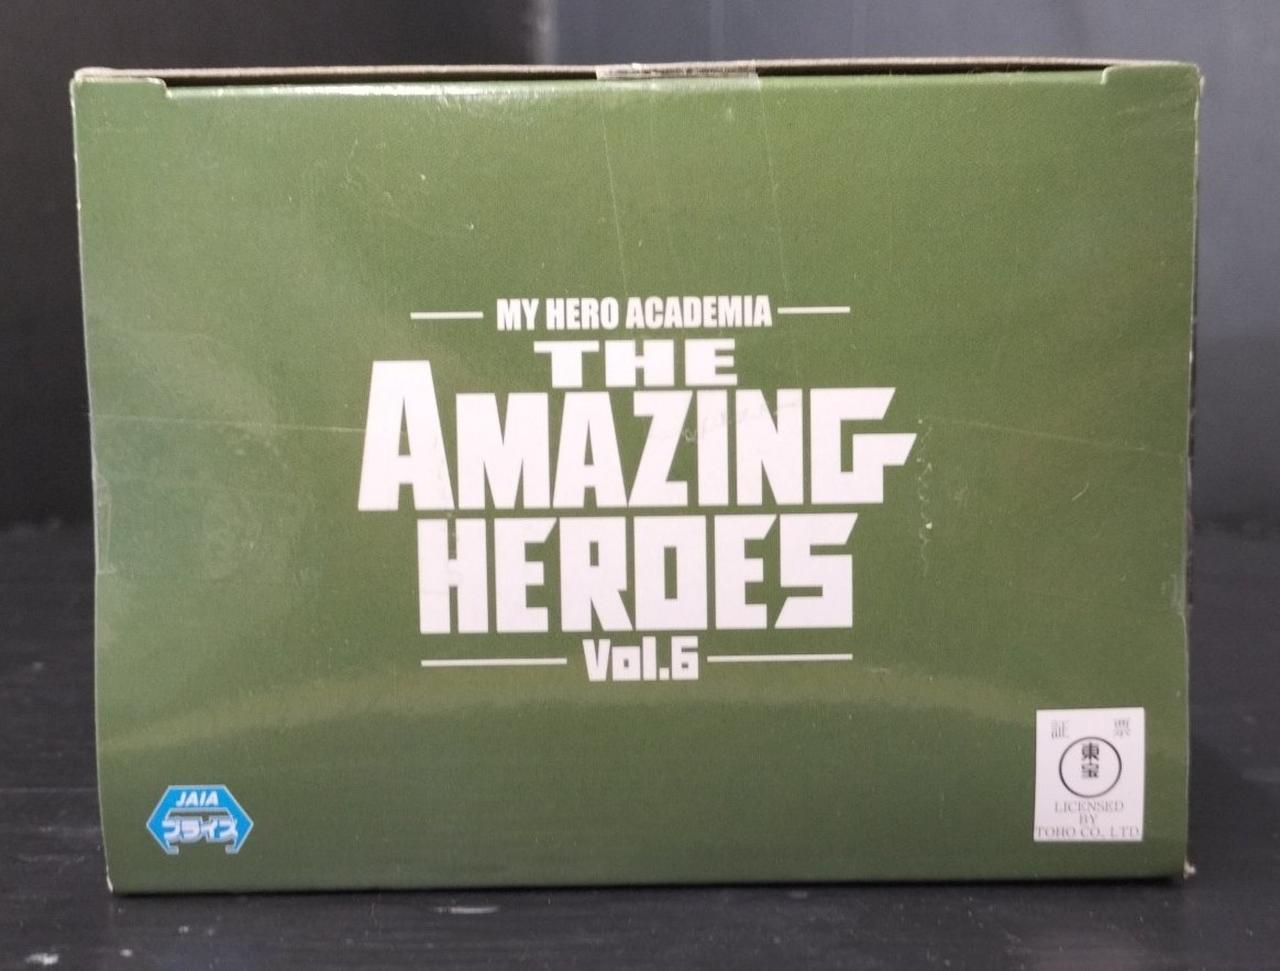 MY HERO ACADEMIA
THE
AMAZING
HEROES
Vol.6
JAIA
プライズ
証 票
東宝
LICENSED
BY
TOHO CO., LTD.